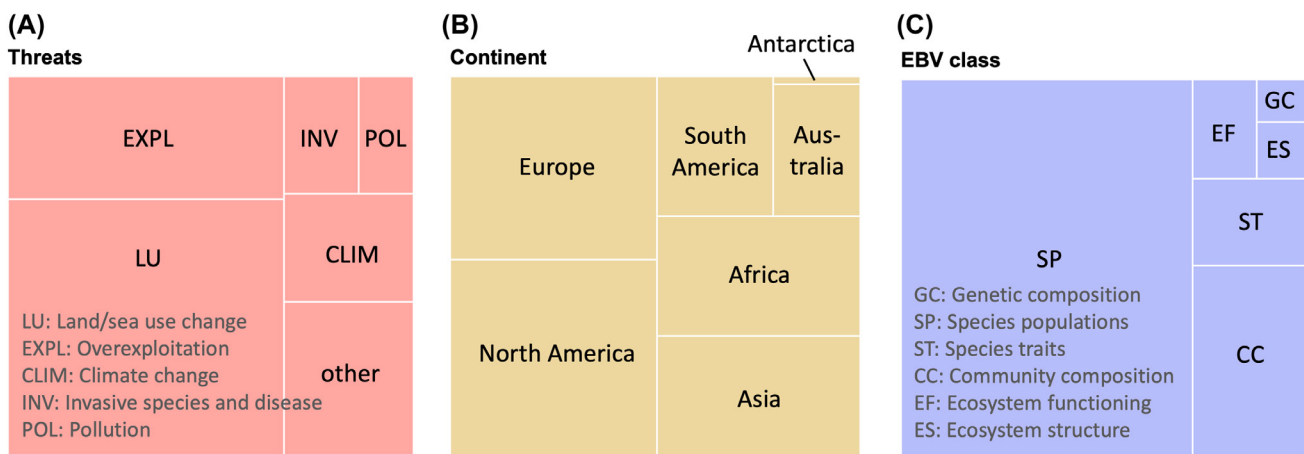 (A)
Threats
EXPL
INV
POL
LU
CLIM
other
LU: Land/sea use change
EXPL: Overexploitation
CLIM: Climate change
INV: Invasive species and disease
POL: Pollution
(B)
Continent
Antarctica
Europe
South
America
Aus-
tralia
Africa
North America
Asia
(C)
EBV class
GC
EF
ES
ST
SP
CC
GC: Genetic composition
SP: Species populations
ST: Species traits
CC: Community composition
EF: Ecosystem functioning
ES: Ecosystem structure